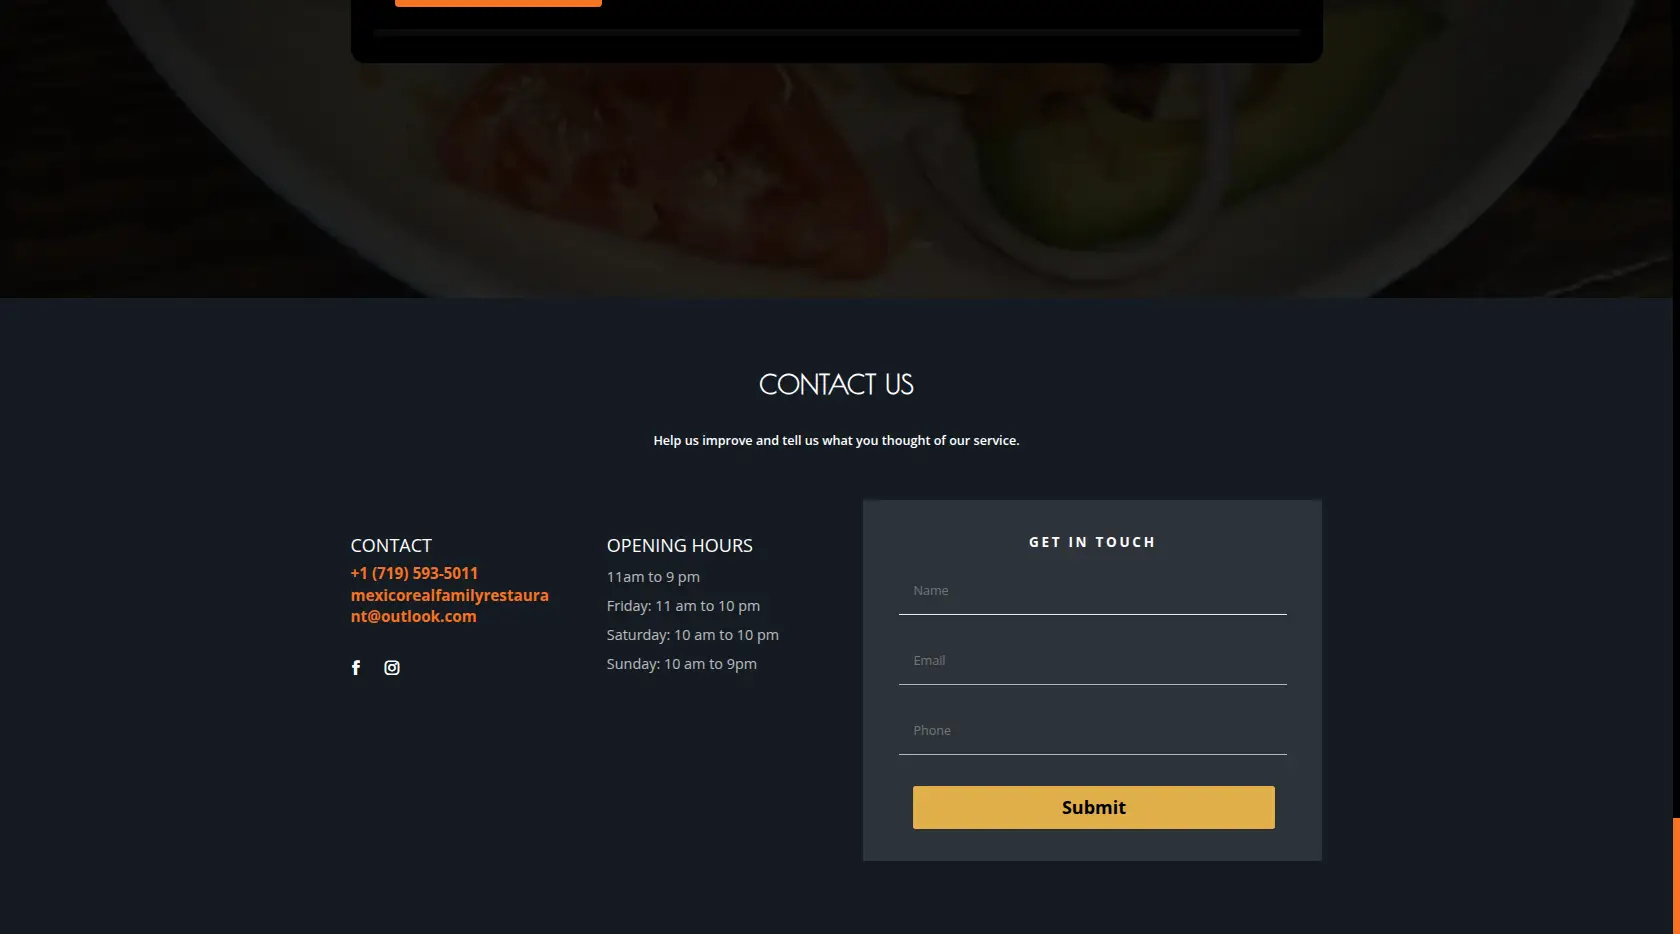 CONTACT US
Help us improve and tell us what you thought of our service.
CONTACT
+1 (719) 593-5011
mexicorealfamilyrestaura
nt@outlook.com
OPENING HOURS
11am to 9 pm
Friday: 11 am to 10 pm
Saturday: 10 am to 10 pm
Sunday: 10 am to 9pm
GET IN TOUCH
Name
Email
Phone
Submit